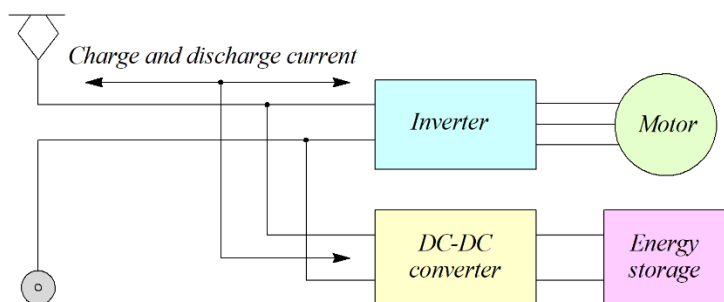 Charge and discharge current
Inverter
Motor
DC-DC
converter
Energy
storage